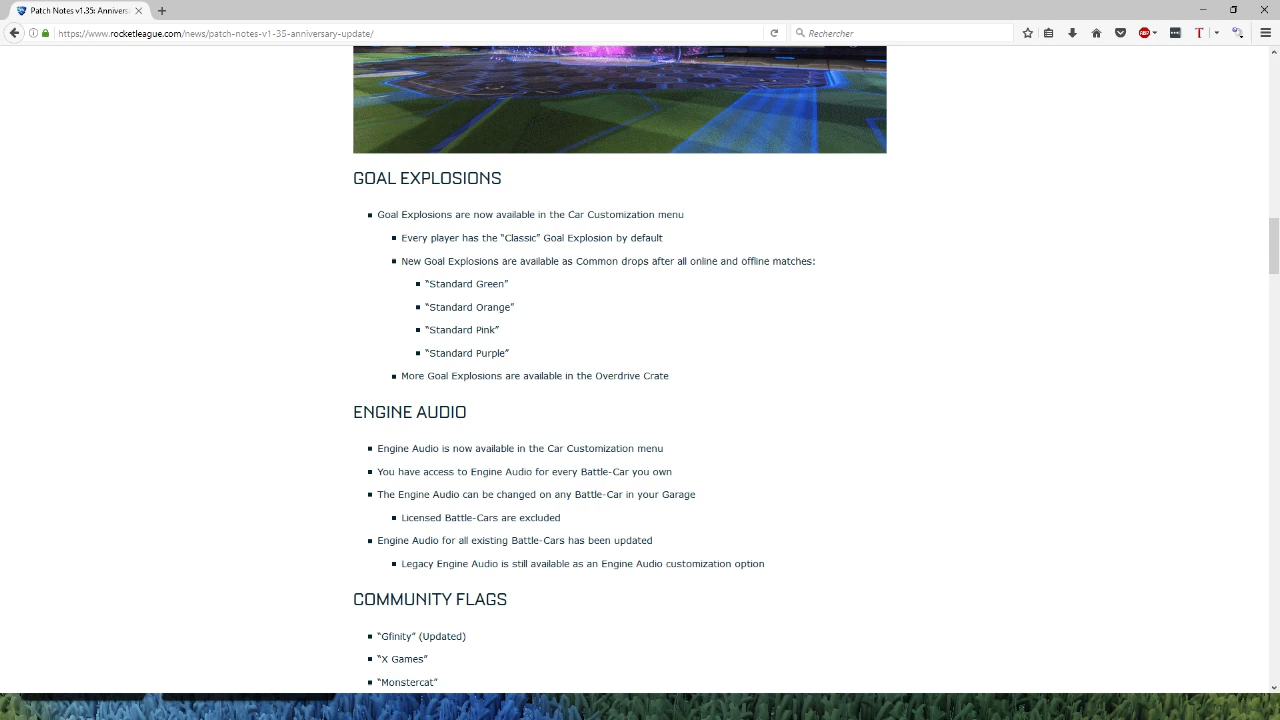 Patch Notes v1.35:
https://www.rocketleague.com/news/patch-notes-v1-35-anniversary-update/
Rechercher
GOAL EXPLOSIONS
Goal Explosions are now available in the Car Customization menu
Every player has the “Classic” Goal Explosion by default
New Goal Explosions are available as Common drops after all online and offline matches:
“Standard Green”
“Standard Orange”
“Standard Pink”
“Standard Purple”
More Goal Explosions are available in the Overdrive Crate
ENGINE AUDIO
Engine Audio is now available in the Car Customization menu
You have access to Engine Audio for every Battle-Car you own
The Engine Audio can be changed on any Battle-Car in your Garage
Licensed Battle-Cars are excluded
Engine Audio for all existing Battle-Cars has been updated
Legacy Engine Audio is still available as an Engine Audio customization option
COMMUNITY FLAGS
“Gfinity” (Updated)
“X Games”
“Monstercat”